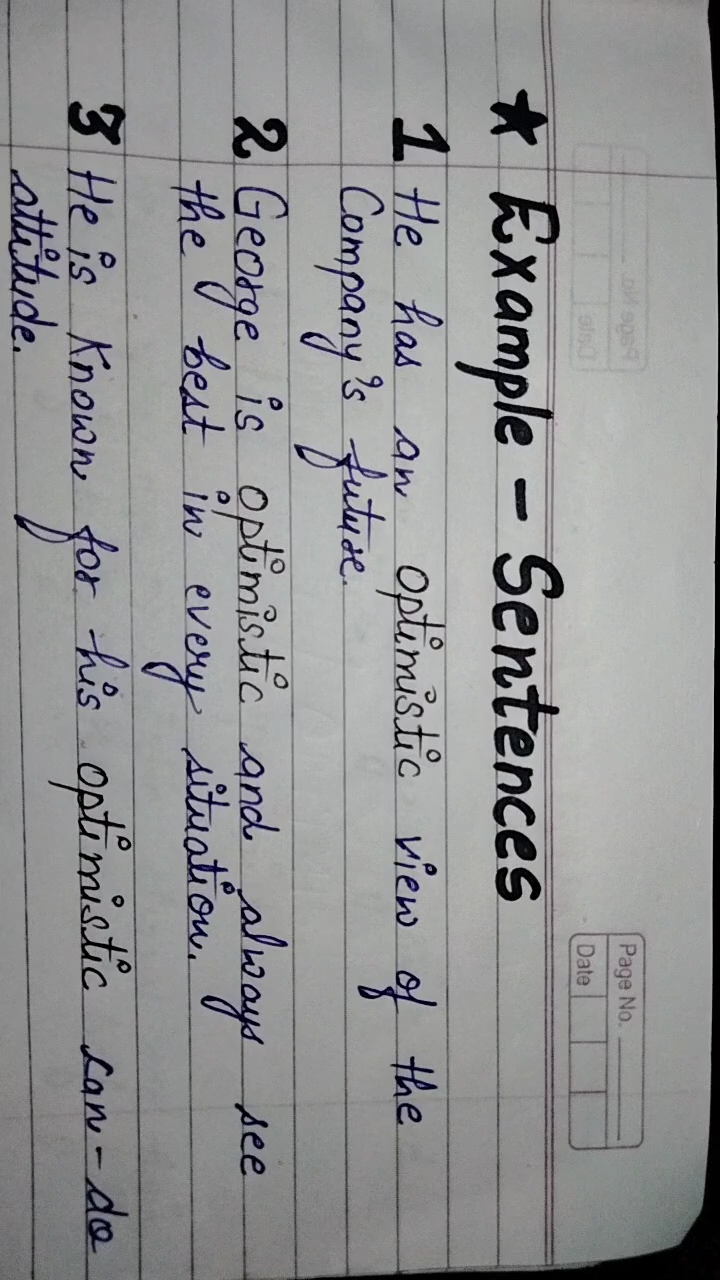 Page No.
Date
★ Example – Sentences
1 He has an optimistic view of the
Company's future.
2 George is optimistic and always see
the best in every situation.
3 He is Known for his optimistic can-do
attitude.